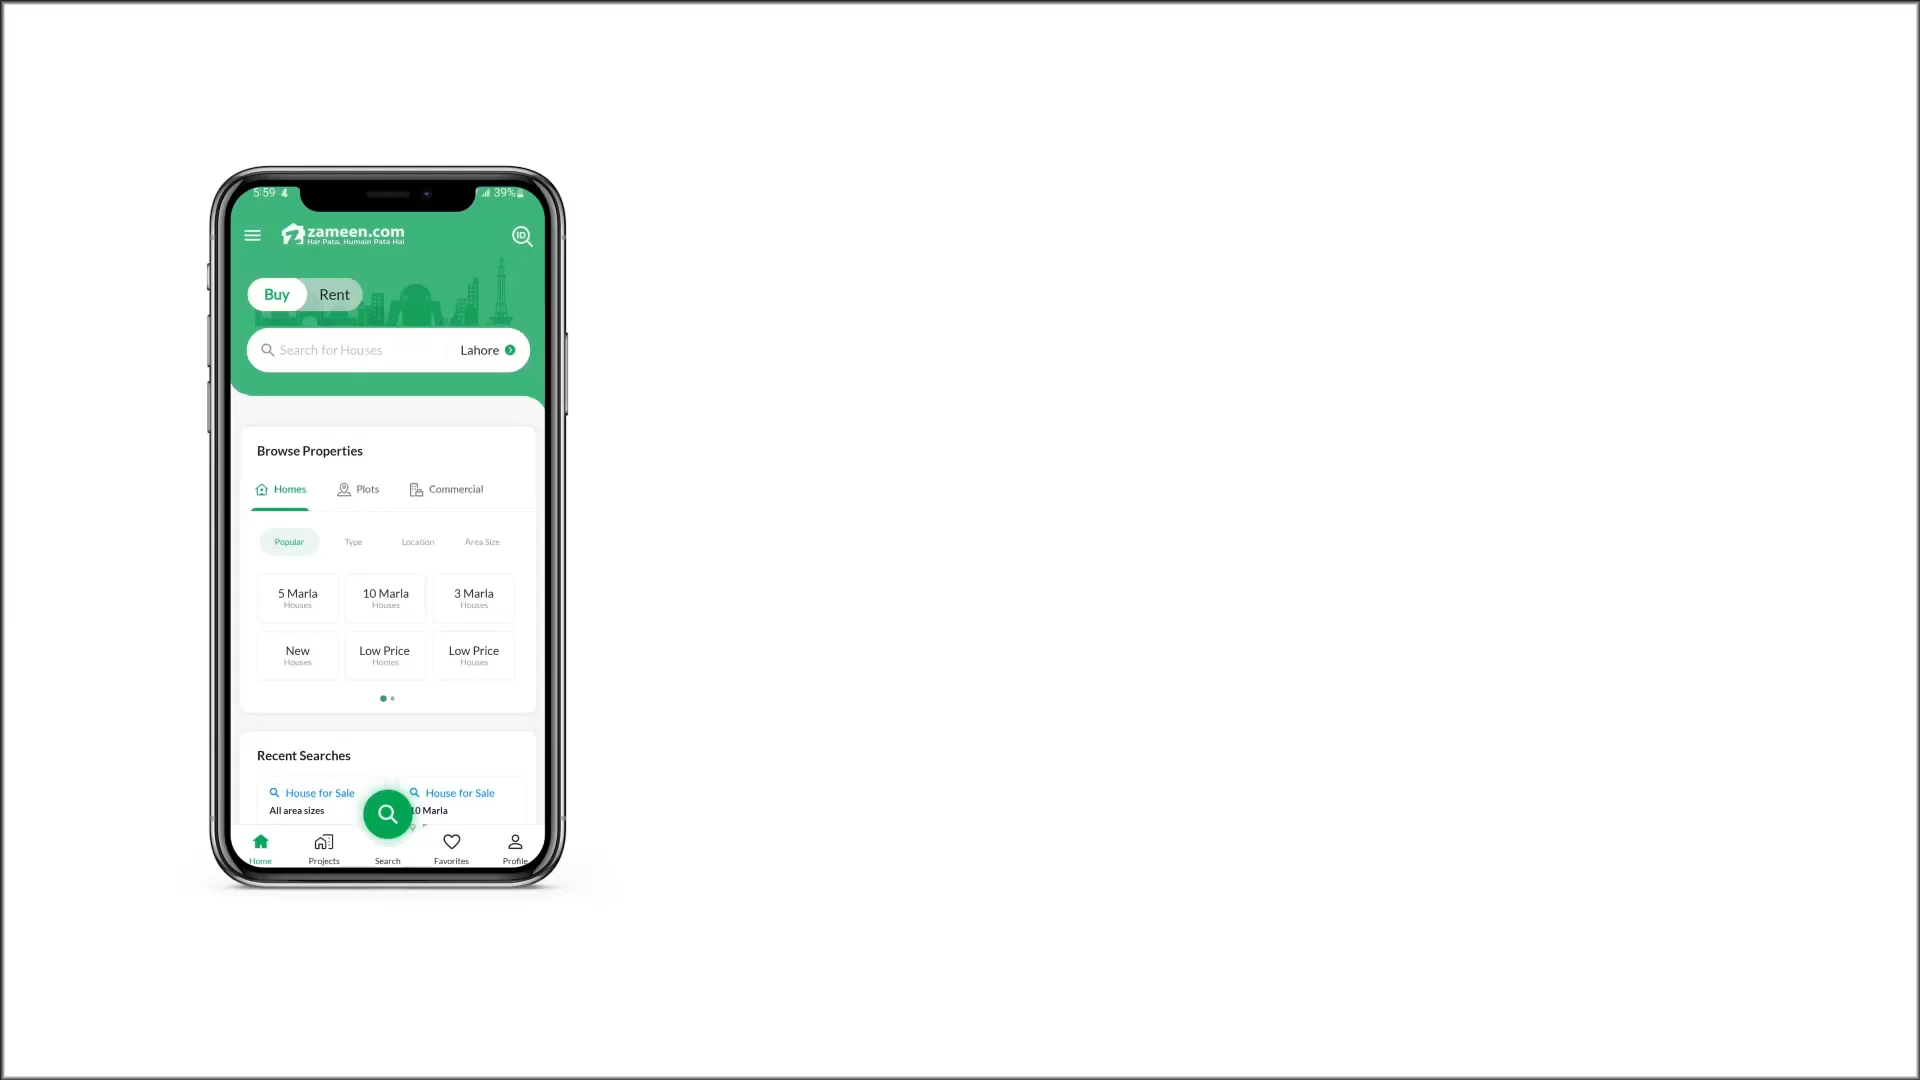 5:59 39%
zameen.com
Har Pata, Humain Pata Hai
ID
Buy Rent
Search for Houses Lahore
Browse Properties
Homes Plots Commercial
Popular Type Location Area Size
5 Marla 10 Marla 3 Marla
Houses Houses Houses
New Low Price Low Price
Houses Homes Houses
Recent Searches
House for Sale House for Sale
All area sizes 10 Marla
Home Projects Search Favorites Profile